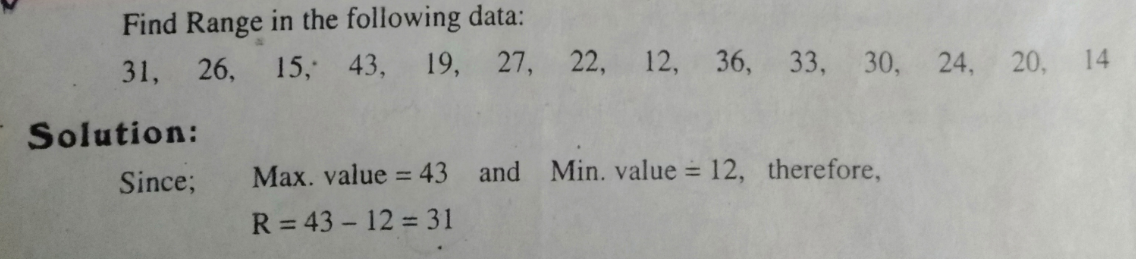 Find Range in the following data:
31, 26, 15, 43, 19, 27, 22, 12, 36, 33, 30, 24, 20, 14
Solution:
Since; Max. value = 43 and Min. value = 12, therefore,
R = 43 – 12 = 31